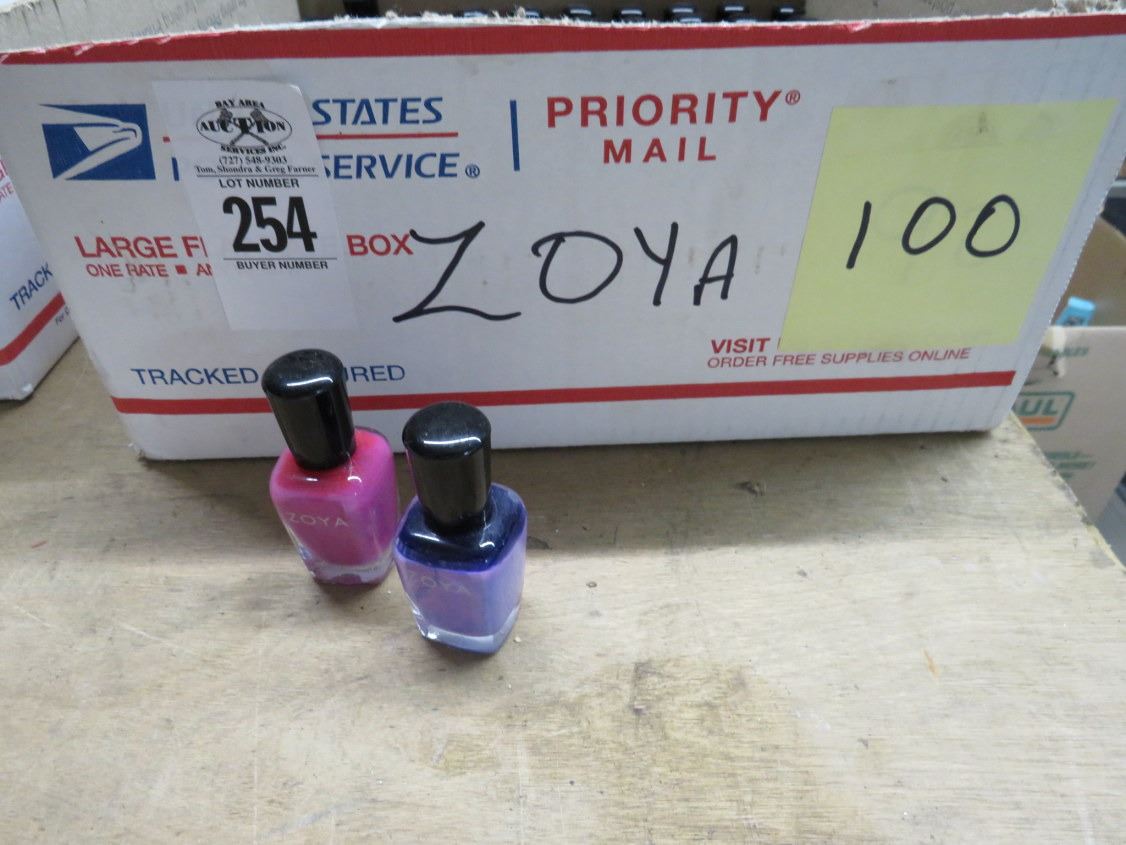 BAY AREA
AUCTION
SERVICES INC.
(727) 548-9303
Tom, Shondra & Greg Farner
LOT NUMBER
254
BUYER NUMBER
STATES
SERVICE®
PRIORITY®
MAIL
100
LARGE
BOX
ONE RATE ■
ZOYA
VISIT
ORDER FREE SUPPLIES ONLINE
TRACKED
TRACK
ZOYA
ZOYA